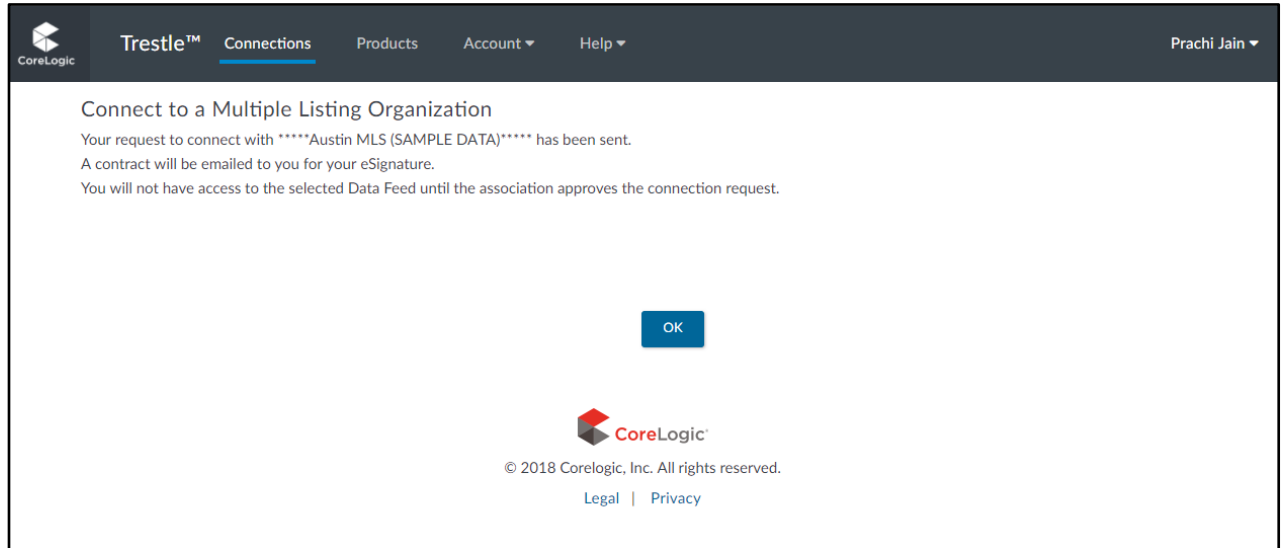 CoreLogic
Trestle™ Connections Products Account Help Prachi Jain
Connect to a Multiple Listing Organization
Your request to connect with *****Austin MLS (SAMPLE DATA)***** has been sent.
A contract will be emailed to you for your eSignature.
You will not have access to the selected Data Feed until the association approves the connection request.
OK
CoreLogic
© 2018 Corelogic, Inc. All rights reserved.
Legal | Privacy